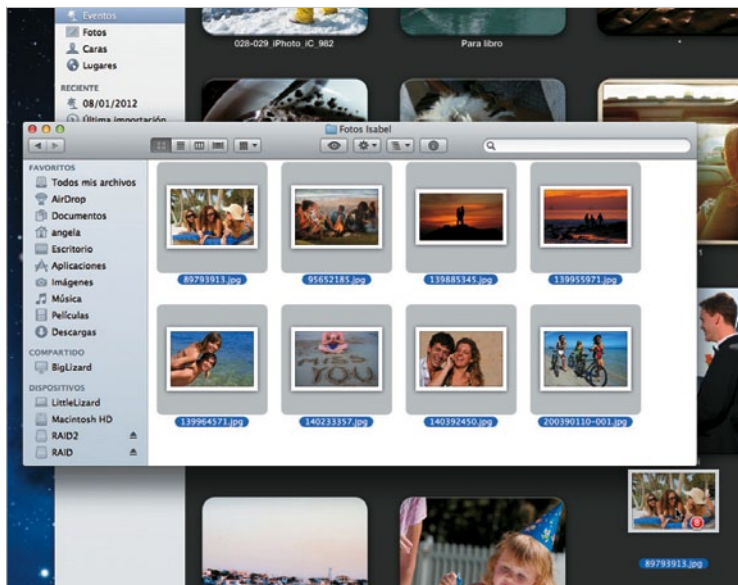 Eventos
Fotos
Caras
Lugares
RECIENTE
08/01/2012
Última importación
028-029_iPhoto_iC_982
Para libro
Fotos Isabel
FAVORITOS
Todos mis archivos
AirDrop
Documentos
angela
Escritorio
Aplicaciones
Imágenes
Música
Películas
Descargas
COMPARTIDO
BigLizard
DISPOSITIVOS
LittleLizard
Macintosh HD
RAID2
RAID
89793913.jpg
95652185.jpg
139885345.jpg
139955971.jpg
MISS
YOU
139964571.jpg
140233357.jpg
140392450.jpg
200390110-001.jpg
1
8
89793913.jpg